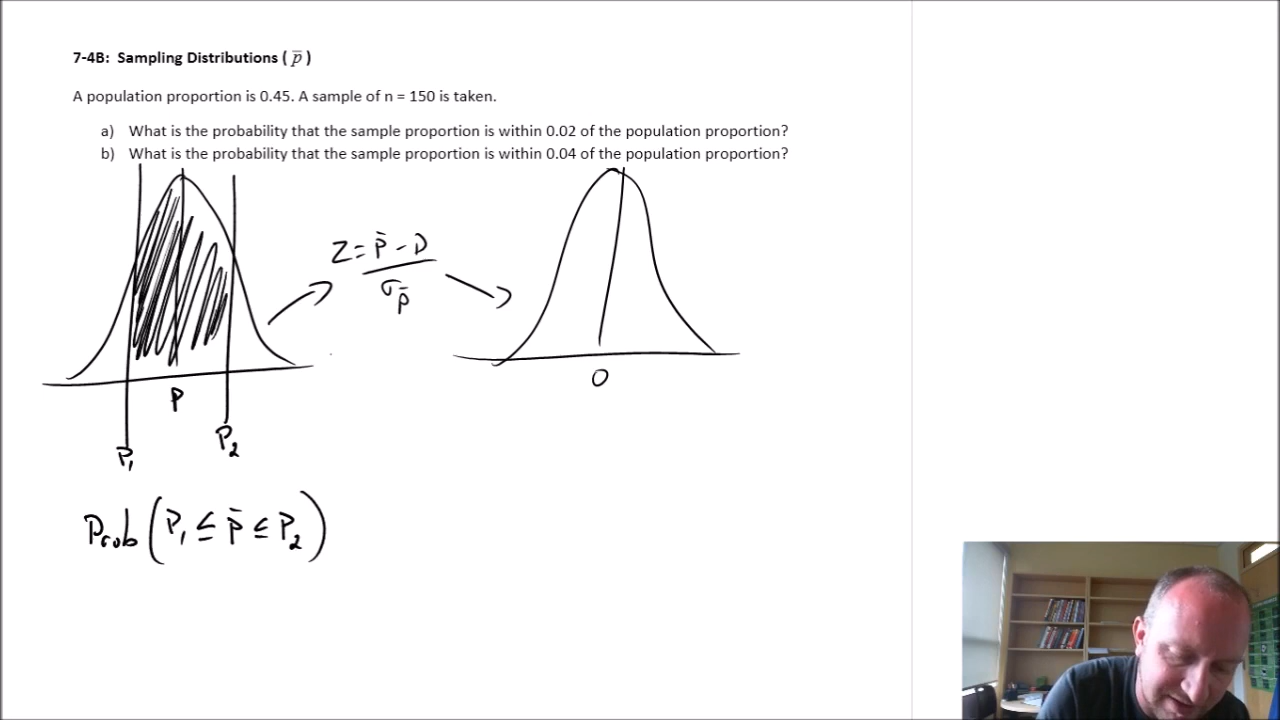 7-4B: Sampling Distributions ( p̅ )
A population proportion is 0.45. A sample of n = 150 is taken.
a) What is the probability that the sample proportion is within 0.02 of the population proportion?
b) What is the probability that the sample proportion is within 0.04 of the population proportion?
Z = p̅ - p / σp̅
P
0
P₁
P₂
Prob (P₁ ≤ p̅ ≤ P₂)